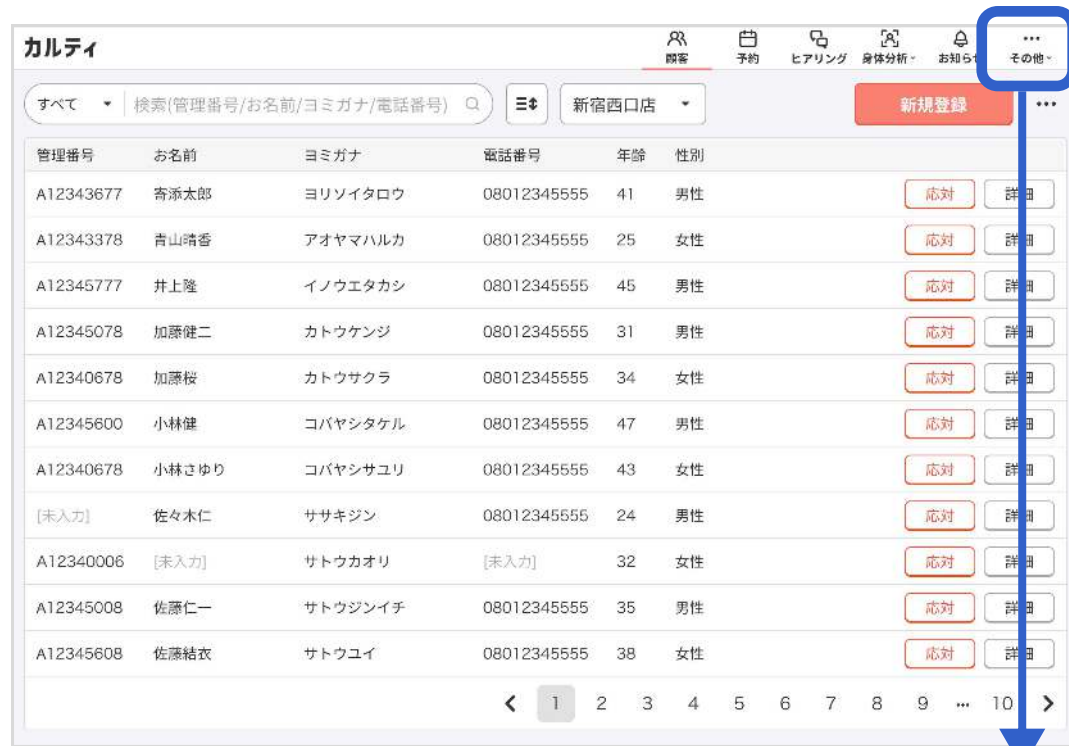 カルティ
顧客 予約 ヒアリング 身体分析 お知らせ その他
すべて 検索(管理番号/お名前/ヨミガナ/電話番号) 新宿西口店 新規登録 •••
管理番号 お名前 ヨミガナ 電話番号 年齢 性別
A12343677 寄添太郎 ヨリソイタロウ 08012345555 41 男性 応対 詳細
A12343378 青山晴香 アオヤマハルカ 08012345555 25 女性 応対 詳細
A12345777 井上隆 イノウエタカシ 08012345555 45 男性 応対 詳細
A12345078 加藤健二 カトウケンジ 08012345555 31 男性 応対 詳細
A12340678 加藤桜 カトウサクラ 08012345555 34 女性 応対 詳細
A12345600 小林健 コバヤシタケル 08012345555 47 男性 応対 詳細
A12340678 小林さゆり コバヤシサユリ 08012345555 43 女性 応対 詳細
[未入力] 佐々木仁 ササキジン 08012345555 24 男性 応対 詳細
A12340006 [未入力] サトウカオリ [未入力] 32 女性 応対 詳細
A12345008 佐藤仁一 サトウジンイチ 08012345555 35 男性 応対 詳細
A12345608 佐藤結衣 サトウユイ 08012345555 38 女性 応対 詳細
1 2 3 4 5 6 7 8 9 ••• 10